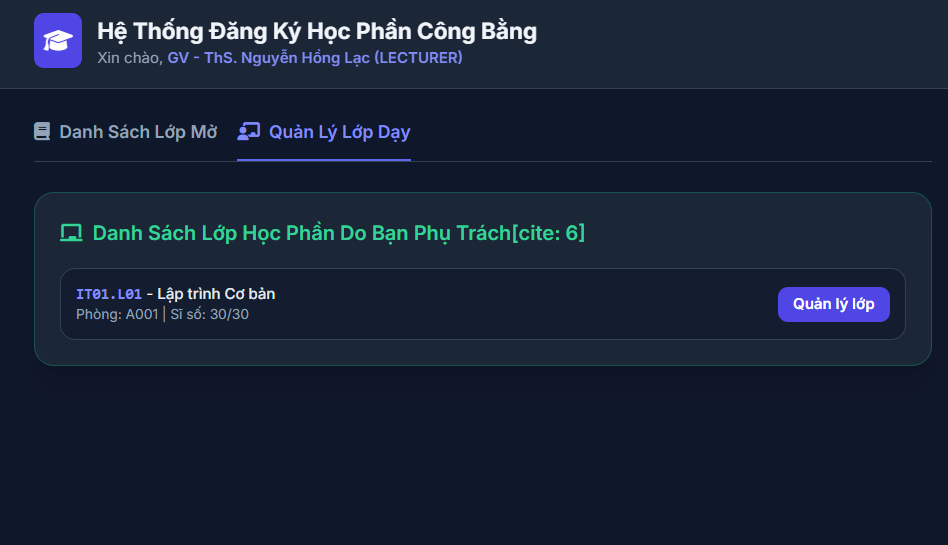 Hệ Thống Đăng Ký Học Phần Công Bằng
Xin chào, GV - ThS. Nguyễn Hồng Lạc (LECTURER)
Danh Sách Lớp Mở
Quản Lý Lớp Dạy
Danh Sách Lớp Học Phần Do Bạn Phụ Trách[cite: 6]
IT01.L01 - Lập trình Cơ bản
Phòng: A001 | Sĩ số: 30/30
Quản lý lớp